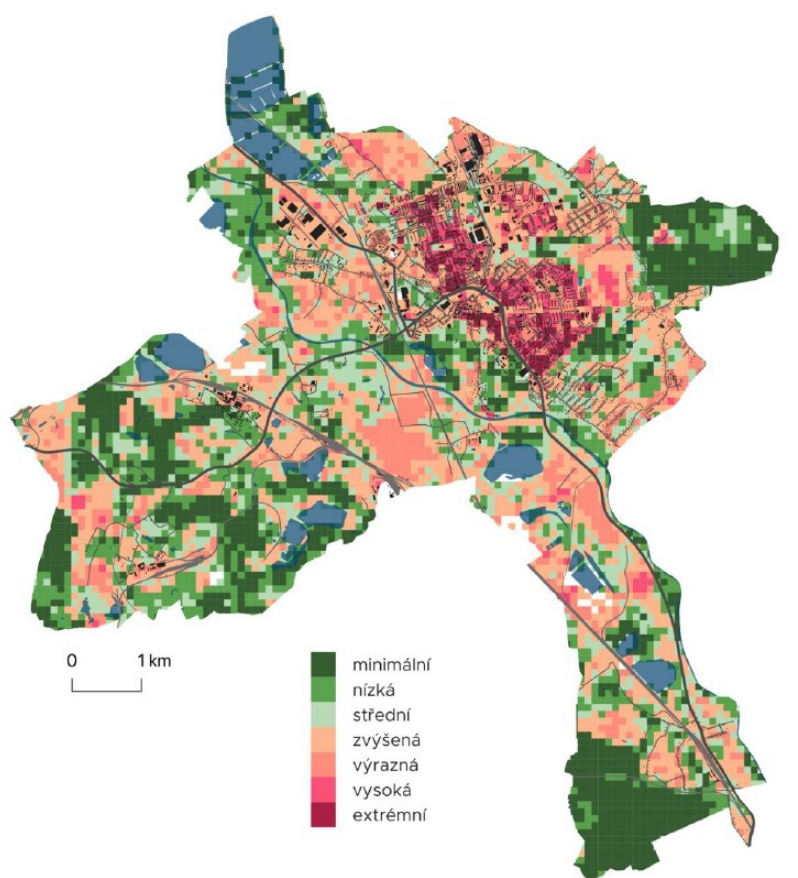 0 1 km
minimální
nízká
střední
zvýšená
výrazná
vysoká
extrémní